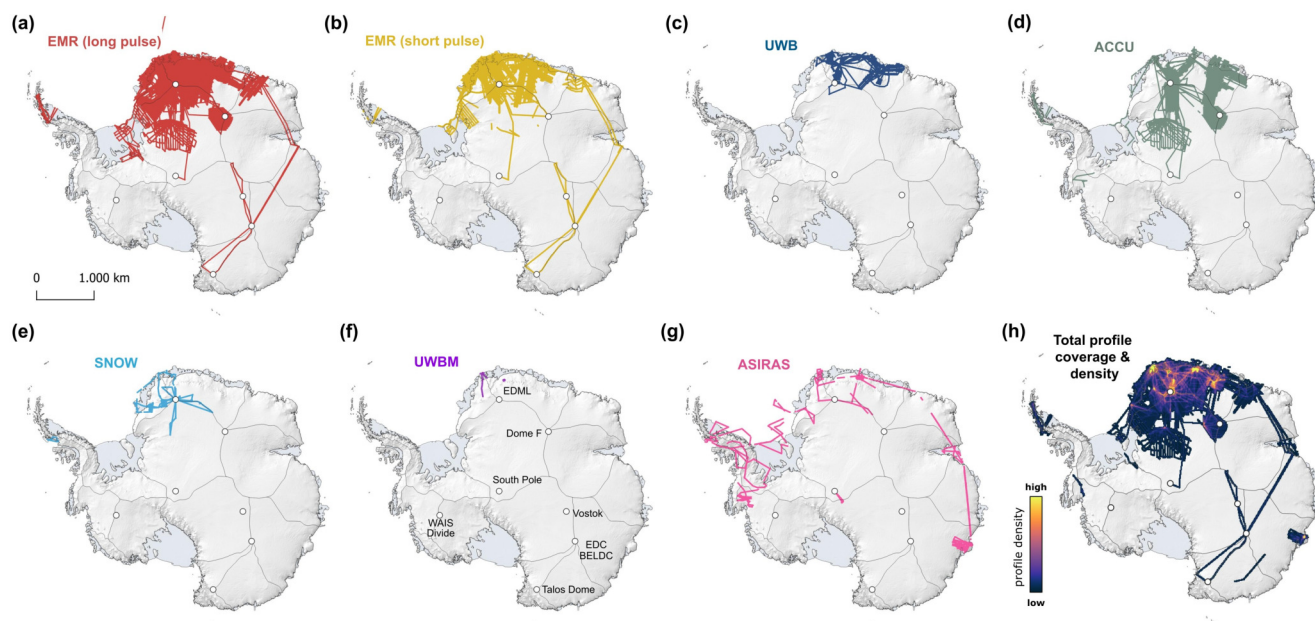 (a)
EMR (long pulse)
(b)
EMR (short pulse)
(c)
UWB
(d)
ACCU
0 1.000 km
(e)
SNOW
(f)
UWBM
EDML
Dome F
South Pole
Vostok
WAIS
Divide
EDC
BELDC
Talos Dome
(g)
ASIRAS
(h)
Total profile
coverage &
density
high
profile density
low